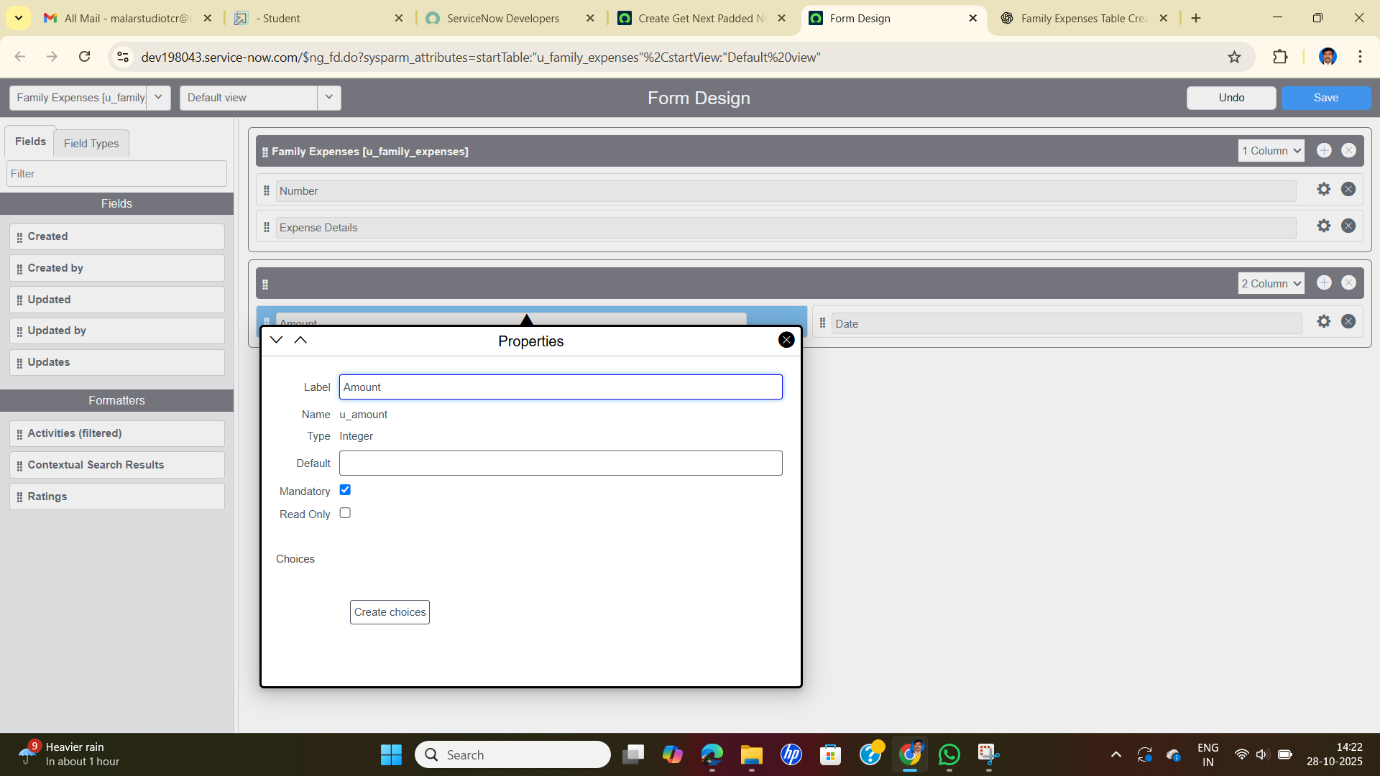 All Mail - malarstudiotcr@
- Student
ServiceNow Developers
Create Get Next Padded N
Form Design
Family Expenses Table Crea
dev198043.service-now.com/$ng_fd.do?sysparm_attributes=startTable:"u_family_expenses"%2CstartView:"Default%20view"
Family Expenses [u_family_
Default view
Form Design
Undo
Save
Fields
Field Types
Filter
Fields
Created
Created by
Updated
Updated by
Updates
Formatters
Activities (filtered)
Contextual Search Results
Ratings
Family Expenses [u_family_expenses]
1 Column
Number
Expense Details
2 Column
Amount
Date
Properties
Label
Amount
Name
u_amount
Type
Integer
Default
Mandatory
Read Only
Choices
Create choices
9
Heavier rain
In about 1 hour
Search
ENG
IN
14:22
28-10-2025